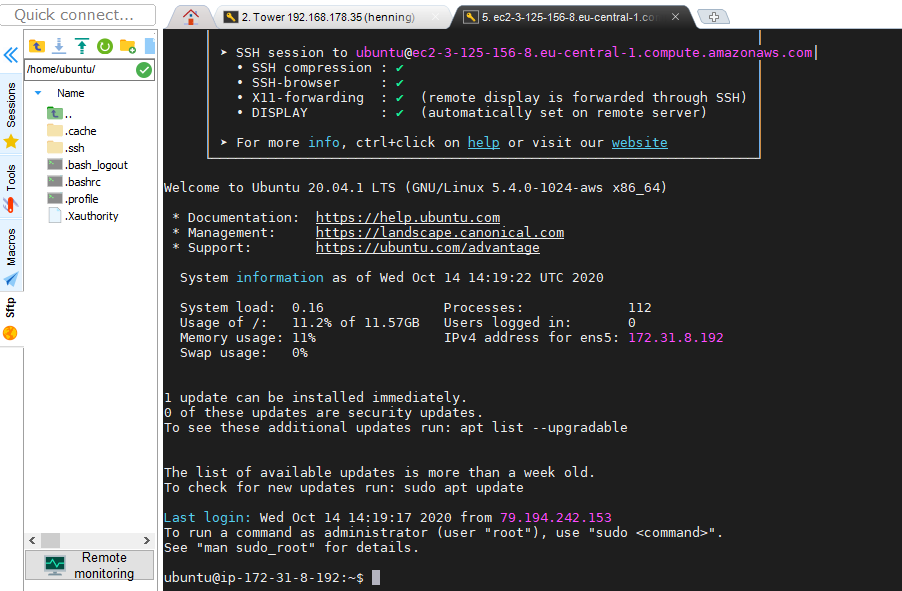 Quick connect...
2. Tower 192.168.178.35 (henning)
5. ec2-3-125-156-8.eu-central-1.co
Sessions
Tools
Macros
Sftp
/home/ubuntu/
Name
..
.cache
.ssh
.bash_logout
.bashrc
.profile
.Xauthority
Remote
monitoring
➤ SSH session to ubuntu@ec2-3-125-156-8.eu-central-1.compute.amazonaws.com|
• SSH compression : ✔
• SSH-browser : ✔
• X11-forwarding : ✔ (remote display is forwarded through SSH)
• DISPLAY : ✔ (automatically set on remote server)
➤ For more info, ctrl+click on help or visit our website
Welcome to Ubuntu 20.04.1 LTS (GNU/Linux 5.4.0-1024-aws x86_64)
* Documentation: https://help.ubuntu.com
* Management: https://landscape.canonical.com
* Support: https://ubuntu.com/advantage
System information as of Wed Oct 14 14:19:22 UTC 2020
System load: 0.16 Processes: 112
Usage of /: 11.2% of 11.57GB Users logged in: 0
Memory usage: 11% IPv4 address for ens5: 172.31.8.192
Swap usage: 0%
1 update can be installed immediately.
0 of these updates are security updates.
To see these additional updates run: apt list --upgradable
The list of available updates is more than a week old.
To check for new updates run: sudo apt update
Last login: Wed Oct 14 14:19:17 2020 from 79.194.242.153
To run a command as administrator (user "root"), use "sudo <command>".
See "man sudo_root" for details.
ubuntu@ip-172-31-8-192:~$